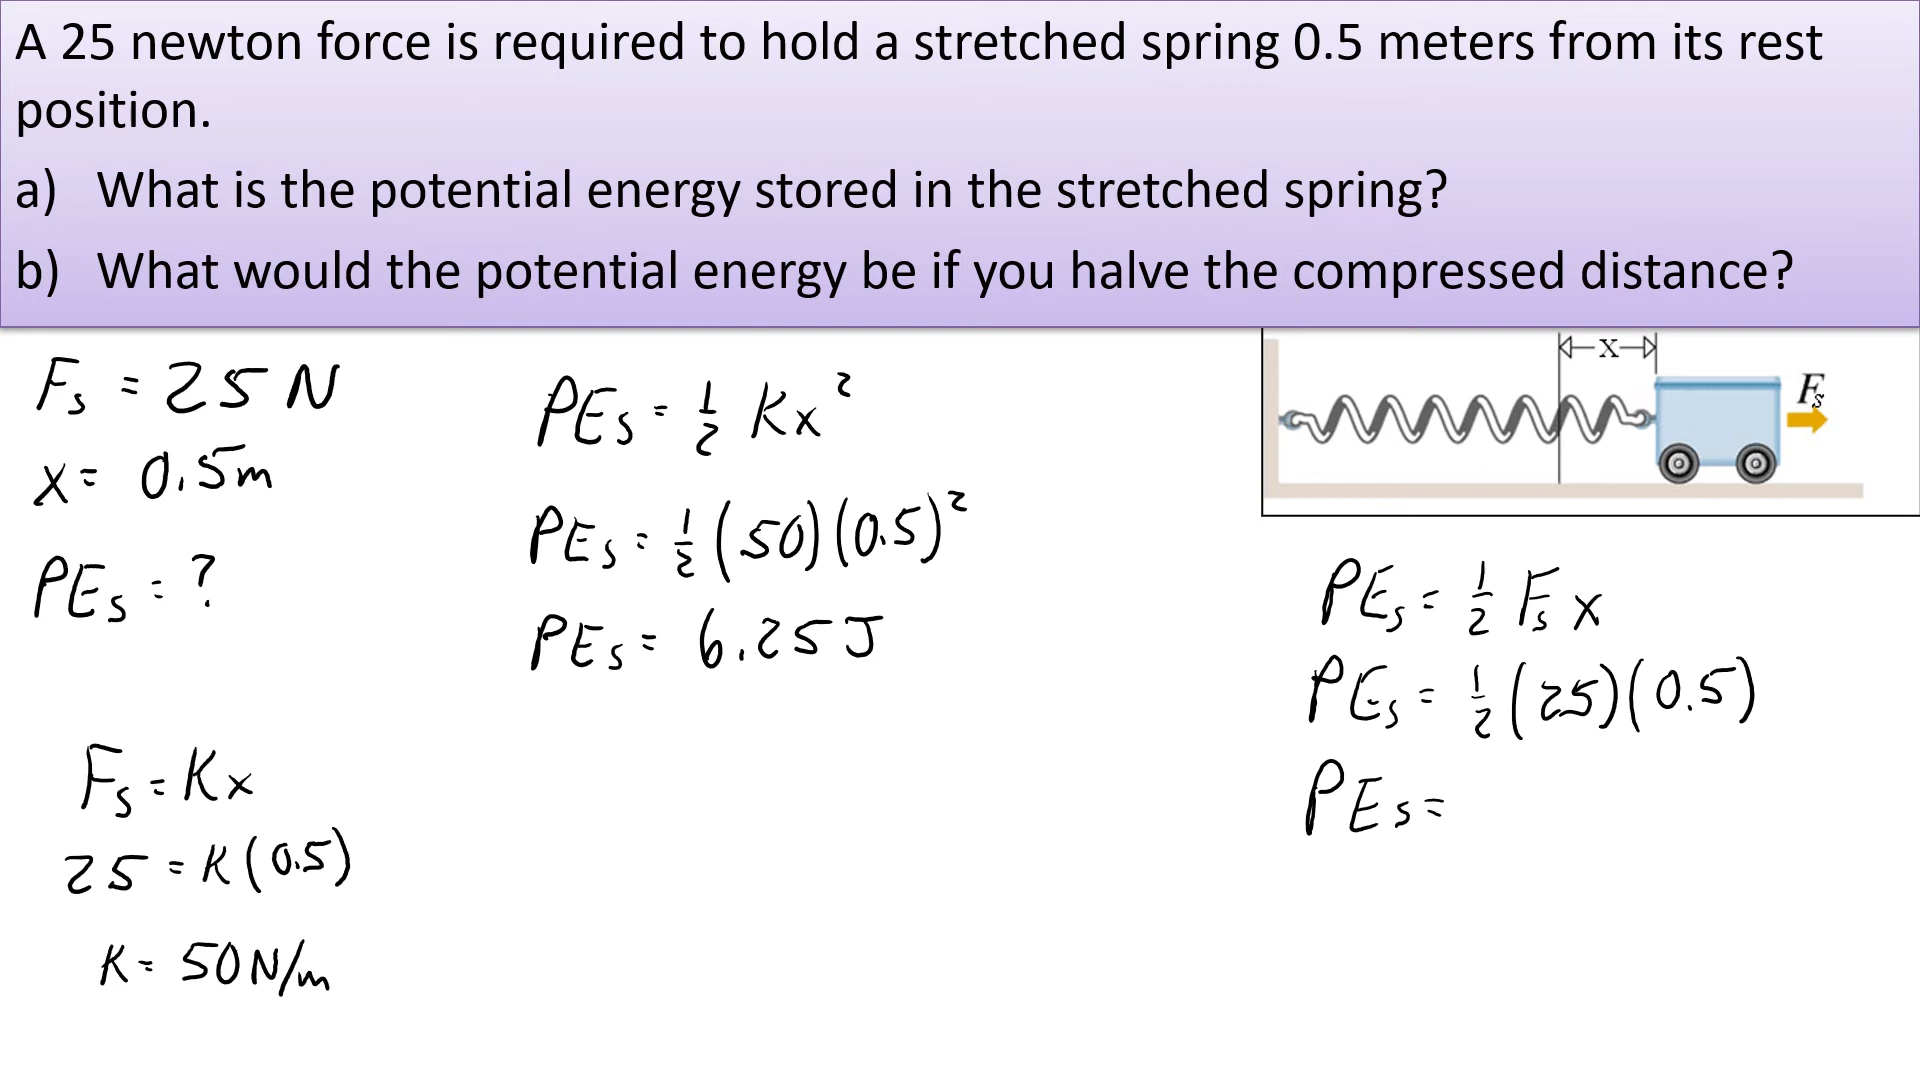 A 25 newton force is required to hold a stretched spring 0.5 meters from its rest
position.
a) What is the potential energy stored in the stretched spring?
b) What would the potential energy be if you halve the compressed distance?
Fs = 25 N
x = 0.5m
PEs = ?
Fs = Kx
25 = K(0.5)
K = 50 N/m
PEs = 1/2 Kx²
PEs = 1/2 (50)(0.5)²
PEs = 6.25 J
X
Fs
PEs = 1/2 Fs x
PEs = 1/2 (25)(0.5)
PEs =